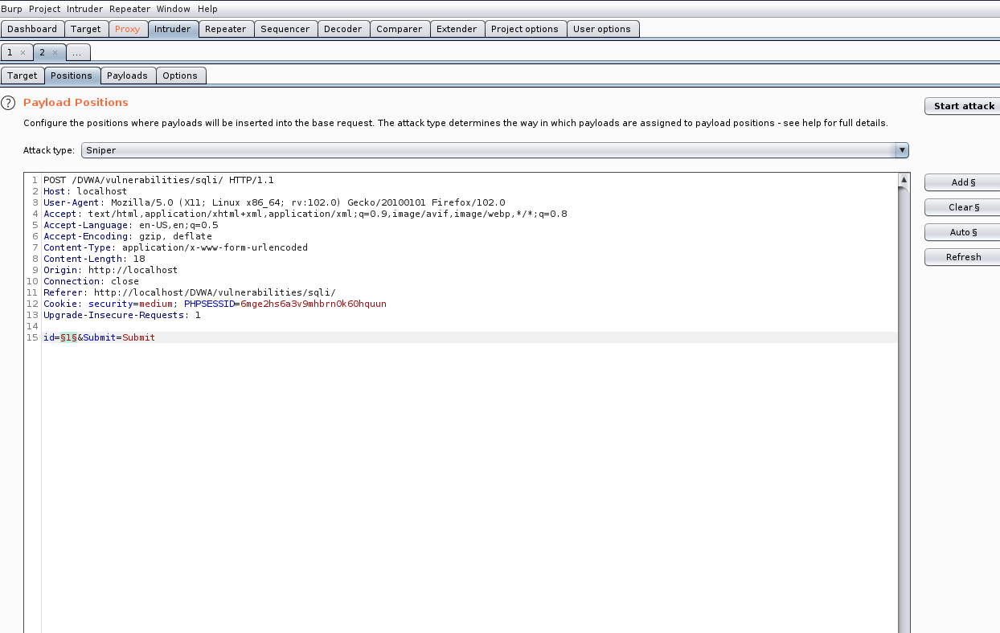 Burp Project Intruder Repeater Window Help
Dashboard Target Proxy Intruder Repeater Sequencer Decoder Comparer Extender Project options User options
1 × 2 × ...
Target Positions Payloads Options
? Payload Positions
Start attack
Configure the positions where payloads will be inserted into the base request. The attack type determines the way in which payloads are assigned to payload positions - see help for full details.
Attack type: Sniper
1 POST /DVWA/vulnerabilities/sqli/ HTTP/1.1
2 Host: localhost
3 User-Agent: Mozilla/5.0 (X11; Linux x86_64; rv:102.0) Gecko/20100101 Firefox/102.0
4 Accept: text/html,application/xhtml+xml,application/xml;q=0.9,image/avif,image/webp,*/*;q=0.8
5 Accept-Language: en-US,en;q=0.5
6 Accept-Encoding: gzip, deflate
7 Content-Type: application/x-www-form-urlencoded
8 Content-Length: 18
9 Origin: http://localhost
10 Connection: close
11 Referer: http://localhost/DVWA/vulnerabilities/sqli/
12 Cookie: security=medium; PHPSESSID=6mge2hs6a3v9mhbrn0k60hquun
13 Upgrade-Insecure-Requests: 1
14
15 id=§1§&Submit=Submit
Add §
Clear §
Auto §
Refresh